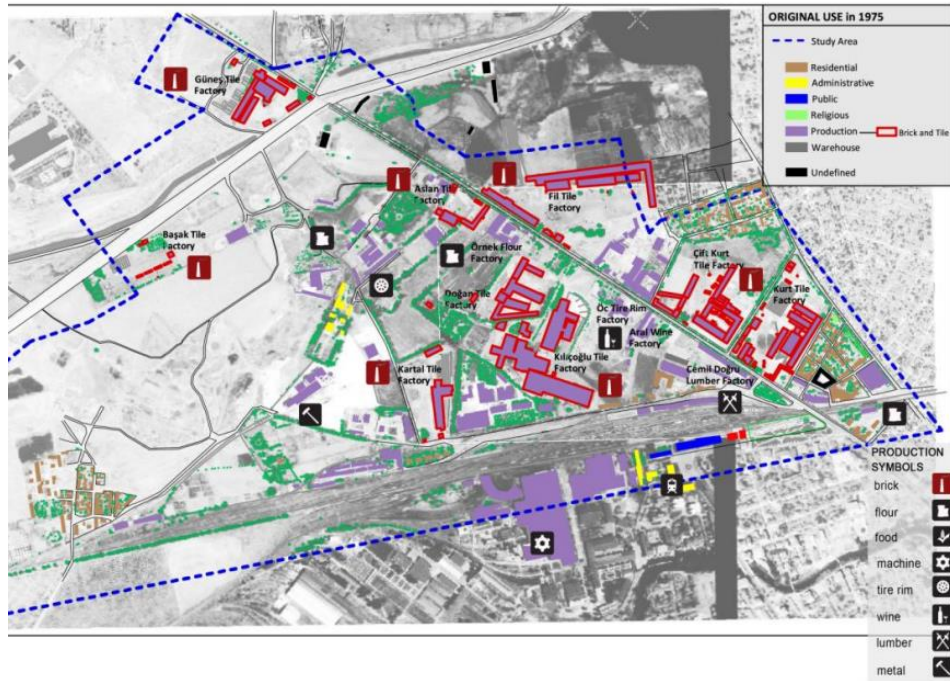 ORIGINAL USE in 1975
Study Area
Residential
Administrative
Public
Religious
Production
Brick and Tile
Warehouse
Undefined
Güneş Tile
Factory
Aslan Tile
Factory
Fil Tile
Factory
Başak Tile
Factory
Örnek Flour
Factory
Çift Kurt
Tile Factory
Kurt Tile
Factory
Doğan Tile
Factory
Öc Tire Rim
Factory
Aral Wine
Factory
Kartal Tile
Factory
Kılıçoğlu Tile
Factory
Cemil Doğru
Lumber Factory
PRODUCTION
SYMBOLS
brick
flour
food
machine
tire rim
wine
lumber
metal